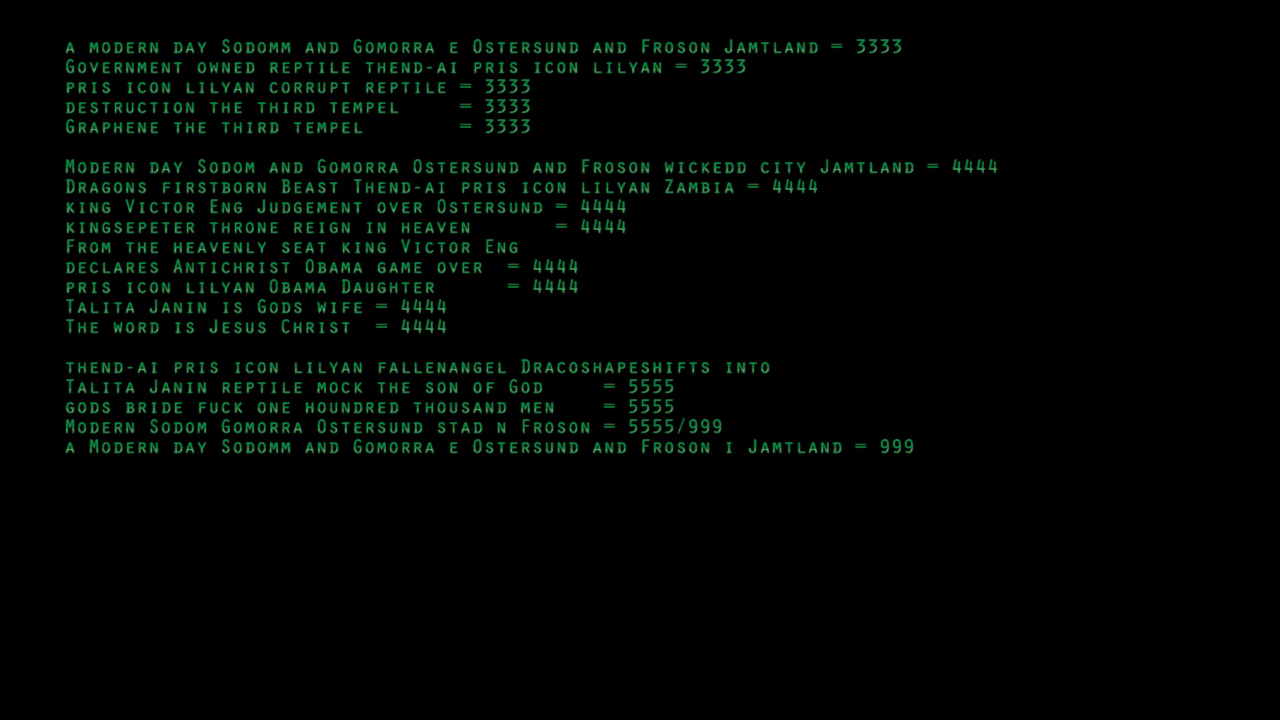 A MODERN DAY SODOMM AND GOMORRA E OSTERSUND AND FROSON JAMTLAND = 3333
GOVERNMENT OWNED REPTILE THEND-AI PRIS ICON LILYAN = 3333
PRIS ICON LILYAN CORRUPT REPTILE = 3333
DESTRUCTION THE THIRD TEMPEL = 3333
GRAPHENE THE THIRD TEMPEL = 3333
MODERN DAY SODOM AND GOMORRA OSTERSUND AND FROSON WICKEDD CITY JAMTLAND = 4444
DRAGONS FIRSTBORN BEAST THEND-AI PRIS ICON LILYAN ZAMBIA = 4444
KING VICTOR ENG JUDGEMENT OVER OSTERSUND = 4444
KINGSEPETER THRONE REIGN IN HEAVEN = 4444
FROM THE HEAVENLY SEAT KING VICTOR ENG
DECLARES ANTICHRIST OBAMA GAME OVER = 4444
PRIS ICON LILYAN OBAMA DAUGHTER = 4444
TALITA JANIN IS GODS WIFE = 4444
THE WORD IS JESUS CHRIST = 4444
THEND-AI PRIS ICON LILYAN FALLENANGEL DRACOSHAPESHIFTS INTO
TALITA JANIN REPTILE MOCK THE SON OF GOD = 5555
GODS BRIDE FUCK ONE HOUNDRED THOUSAND MEN = 5555
MODERN SODOM GOMORRA OSTERSUND STAD N FROSON = 5555/999
A MODERN DAY SODOMM AND GOMORRA E OSTERSUND AND FROSON I JAMTLAND = 999